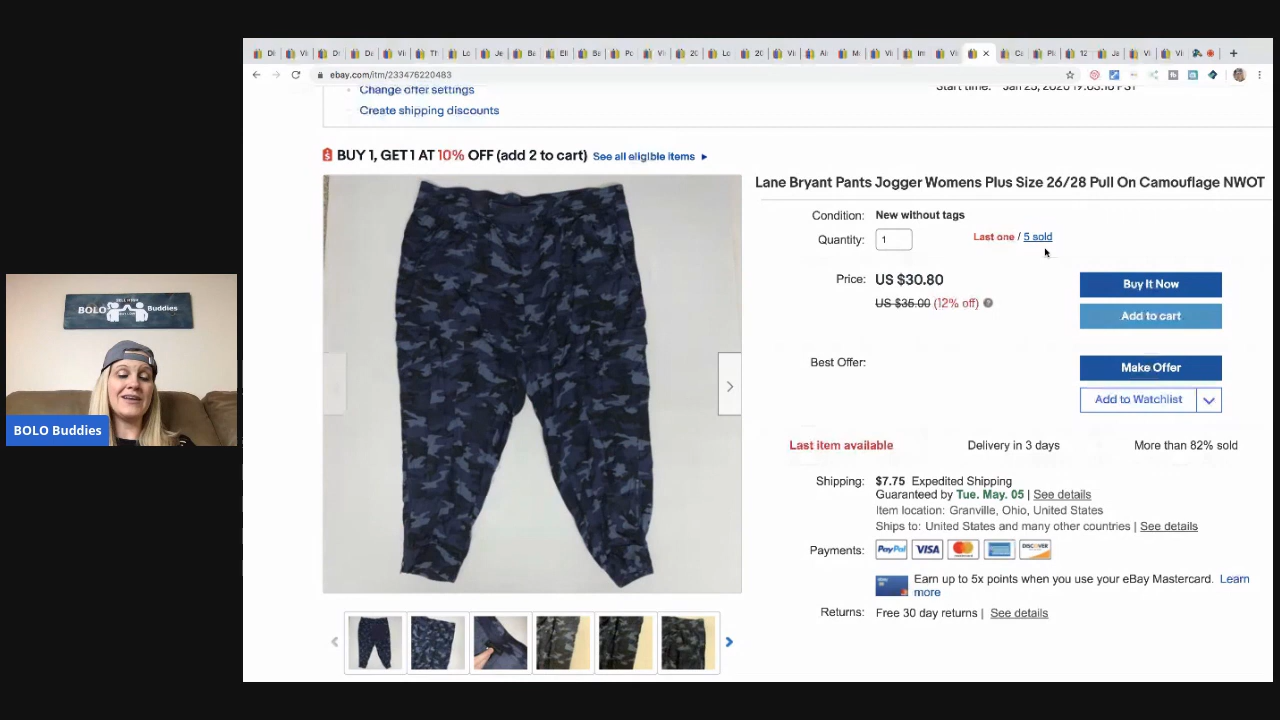 ebay.com/itm/233476220483
Change offer settings
Create shipping discounts
BUY 1, GET 1 AT 10% OFF (add 2 to cart) See all eligible items
Lane Bryant Pants Jogger Womens Plus Size 26/28 Pull On Camouflage NWOT
Condition: New without tags
Quantity: 1 Last one / 5 sold
Price: US $30.80 Buy It Now
US $35.00 (12% off)
Add to cart
Best Offer: Make Offer
Add to Watchlist
Last item available Delivery in 3 days More than 82% sold
Shipping: $7.75 Expedited Shipping
Guaranteed by Tue. May. 05 | See details
Item location: Granville, Ohio, United States
Ships to: United States and many other countries | See details
Payments: PayPal VISA MasterCard DISCOVER
Earn up to 5x points when you use your eBay Mastercard. Learn
more
Returns: Free 30 day returns | See details
BOLO Buddies
BOLO Buddies